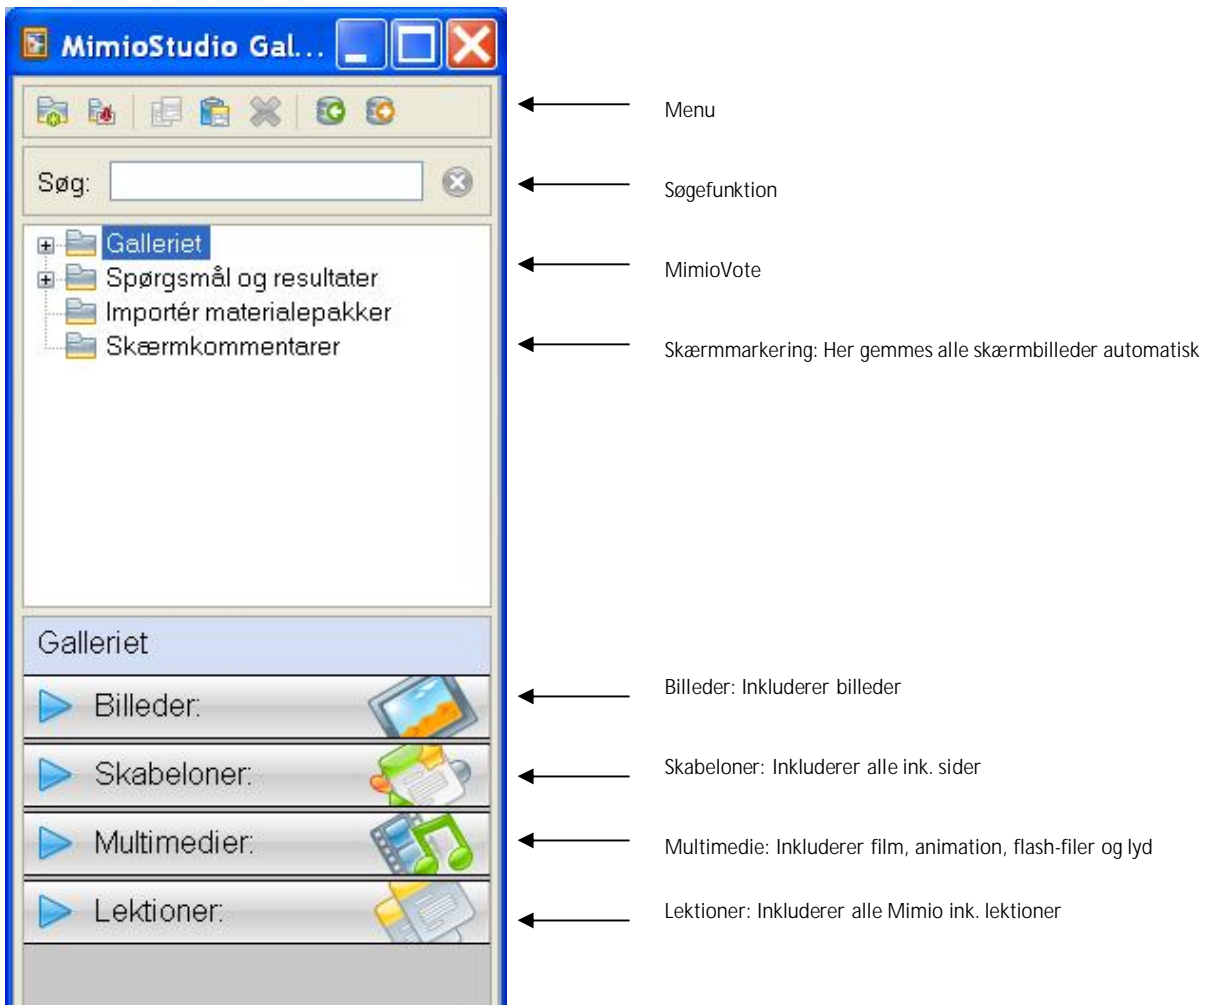 MimioStudio Gal...
Menu
Søg:
Søgefunktion
Galleriet
Spørgsmål og resultater
MimioVote
Importér materialepakker
Skærmkommentarer
Skærmmarkering: Her gemmes alle skærmbilleder automatisk
Galleriet
Billeder:
Billeder: Inkluderer billeder
Skabeloner:
Skabeloner: Inkluderer alle ink. sider
Multimedier:
Multimedie: Inkluderer film, animation, flash-filer og lyd
Lektioner:
Lektioner: Inkluderer alle Mimio ink. lektioner